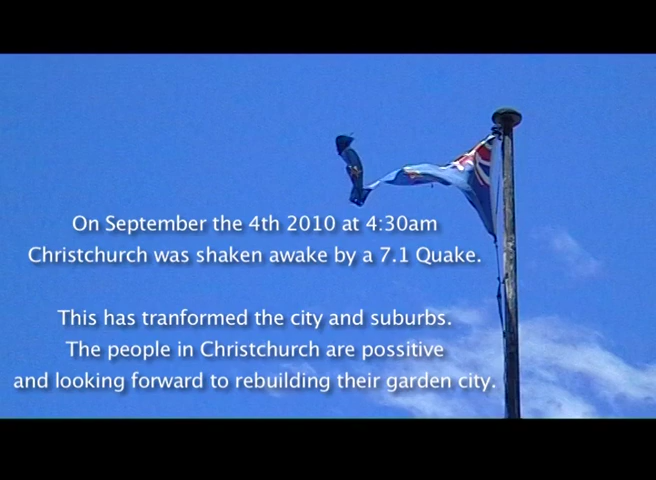 On September the 4th 2010 at 4:30am
Christchurch was shaken awake by a 7.1 Quake.
This has tranformed the city and suburbs.
The people in Christchurch are possitive
and looking forward to rebuilding their garden city.